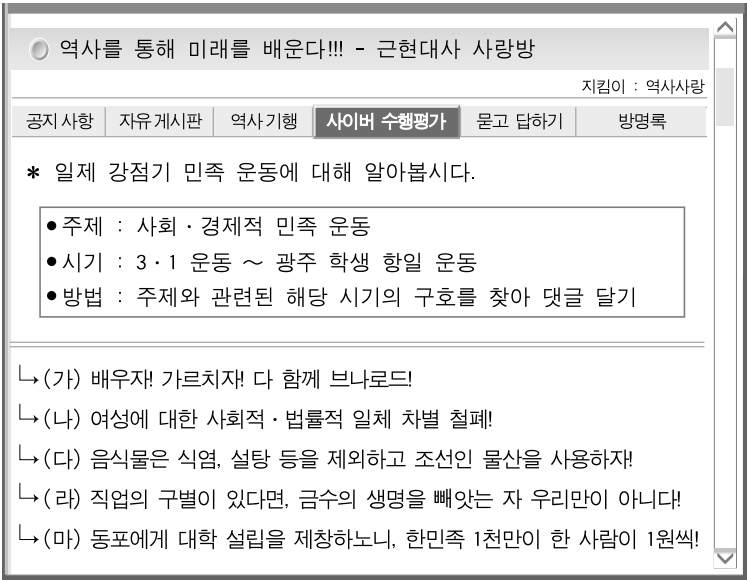 역사를 통해 미래를 배운다!!! - 근현대사 사랑방
지킴이 : 역사사랑
공지 사항 자유 게시판 역사 기행 사이버 수행평가 묻고 답하기 방명록
* 일제 강점기 민족 운동에 대해 알아봅시다.
● 주제 : 사회·경제적 민족 운동
● 시기 : 3·1 운동 ~ 광주 학생 항일 운동
● 방법 : 주제와 관련된 해당 시기의 구호를 찾아 댓글 달기
(가) 배우자! 가르치자! 다 함께 브나로드!
(나) 여성에 대한 사회적·법률적 일체 차별 철폐!
(다) 음식물은 식염, 설탕 등을 제외하고 조선인 물산을 사용하자!
(라) 직업의 구별이 있다면, 금수의 생명을 빼앗는 자 우리만이 아니다!
(마) 동포에게 대학 설립을 제창하노니, 한민족 1천만이 한 사람이 1원씩!